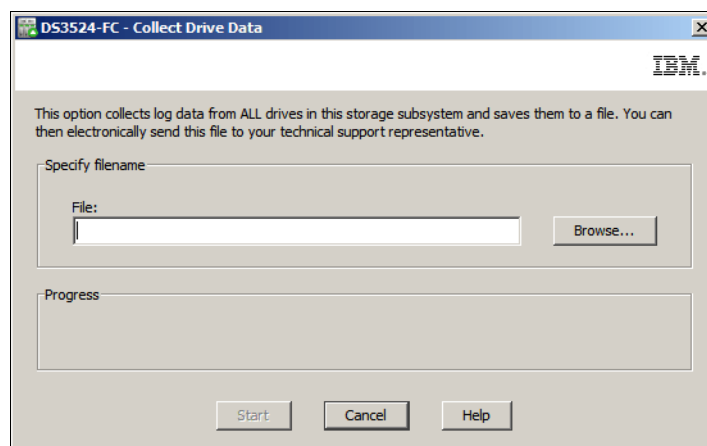 DS3524-FC - Collect Drive Data
IBM.
This option collects log data from ALL drives in this storage subsystem and saves them to a file. You can
then electronically send this file to your technical support representative.
Specify filename
File:
Browse...
Progress
Start
Cancel
Help